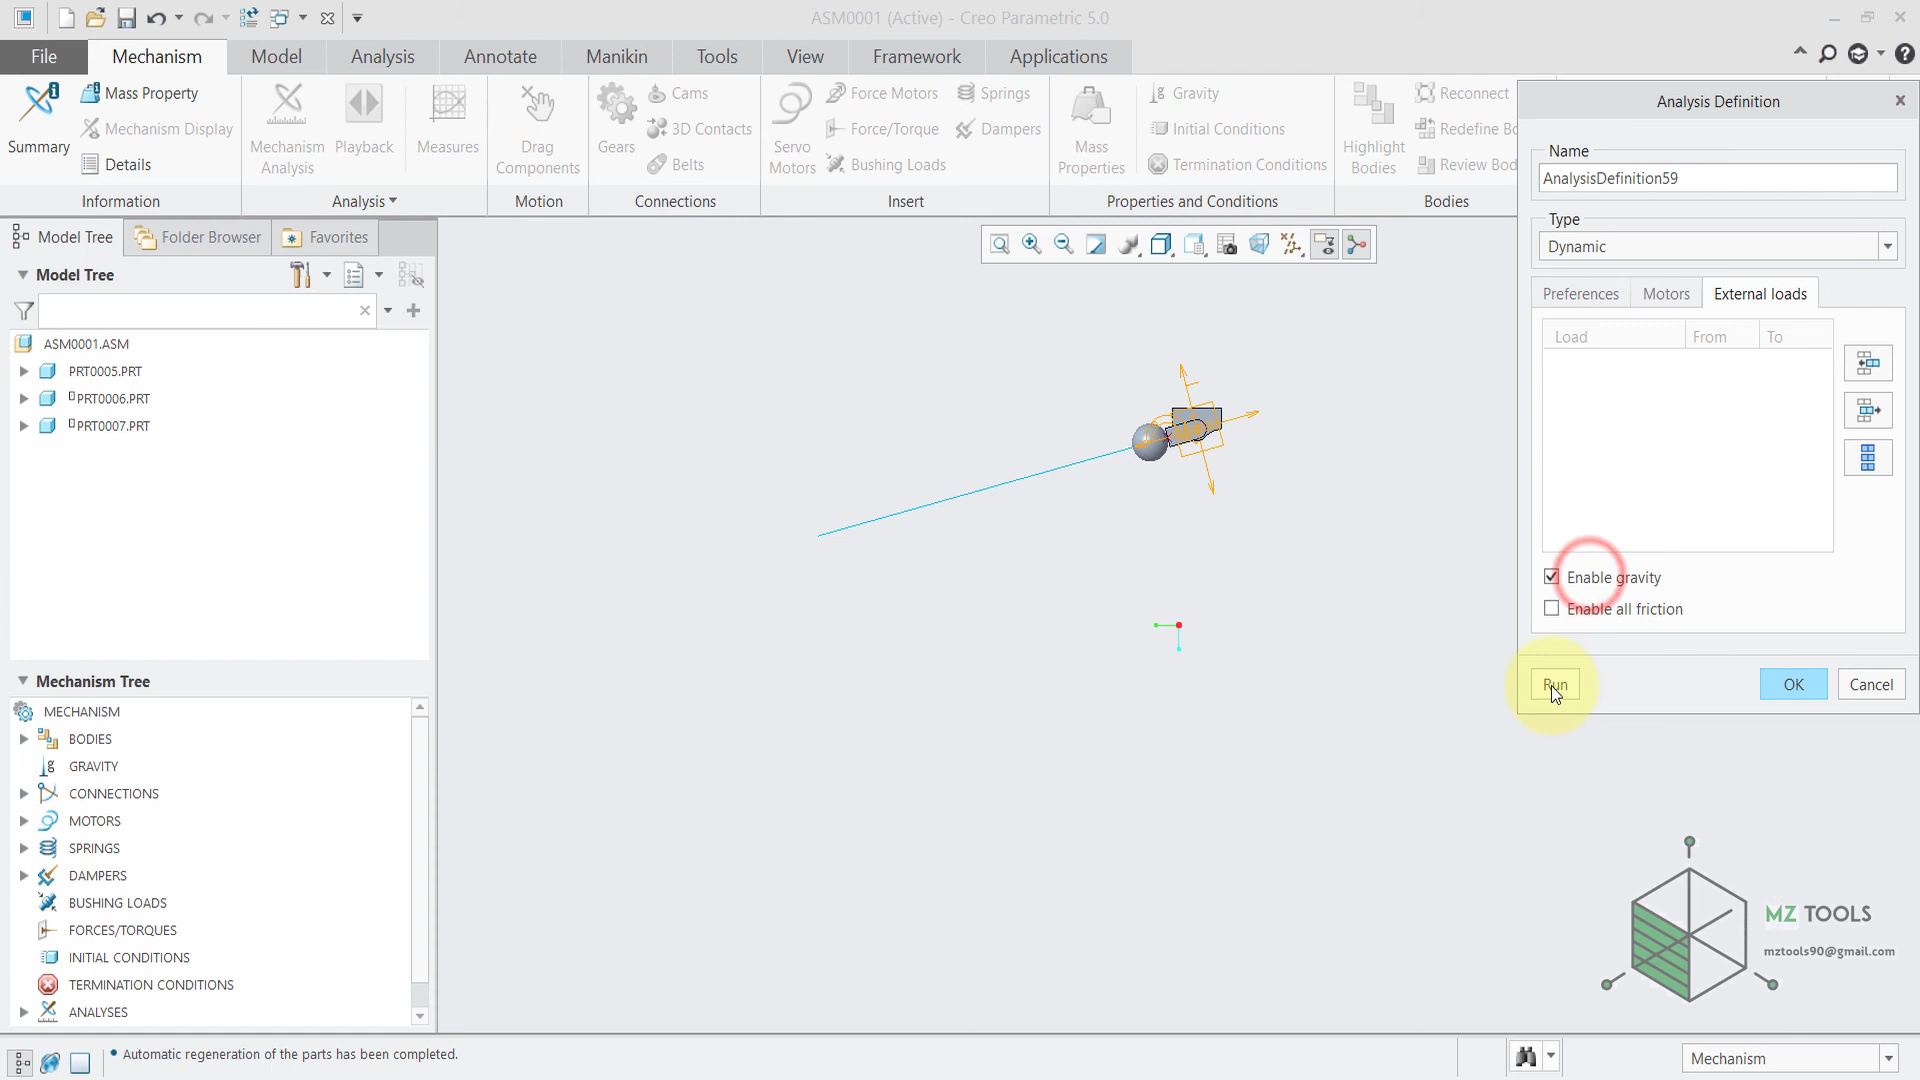 ASM0001 (Active) - Creo Parametric 5.0
File
Mechanism
Model
Analysis
Annotate
Manikin
Tools
View
Framework
Applications
Summary
Mass Property
Mechanism Display
Details
Information
Mechanism
Analysis
Playback
Measures
Analysis
Drag
Components
Motion
Gears
Cams
3D Contacts
Belts
Connections
Servo
Motors
Force Motors
Force/Torque
Bushing Loads
Springs
Dampers
Insert
Mass
Properties
Gravity
Initial Conditions
Termination Conditions
Properties and Conditions
Highlight
Bodies
Reconnect
Redefine Bo
Review Bod
Bodies
Model Tree
Folder Browser
Favorites
Model Tree
ASM0001.ASM
PRT0005.PRT
PRT0006.PRT
PRT0007.PRT
Mechanism Tree
MECHANISM
BODIES
GRAVITY
CONNECTIONS
MOTORS
SPRINGS
DAMPERS
BUSHING LOADS
FORCES/TORQUES
INITIAL CONDITIONS
TERMINATION CONDITIONS
ANALYSES
Analysis Definition
Name
AnalysisDefinition59
Type
Dynamic
Preferences
Motors
External loads
Load
From
To
Enable gravity
Enable all friction
Run
OK
Cancel
MZ TOOLS
mztools90@gmail.com
Automatic regeneration of the parts has been completed.
Mechanism